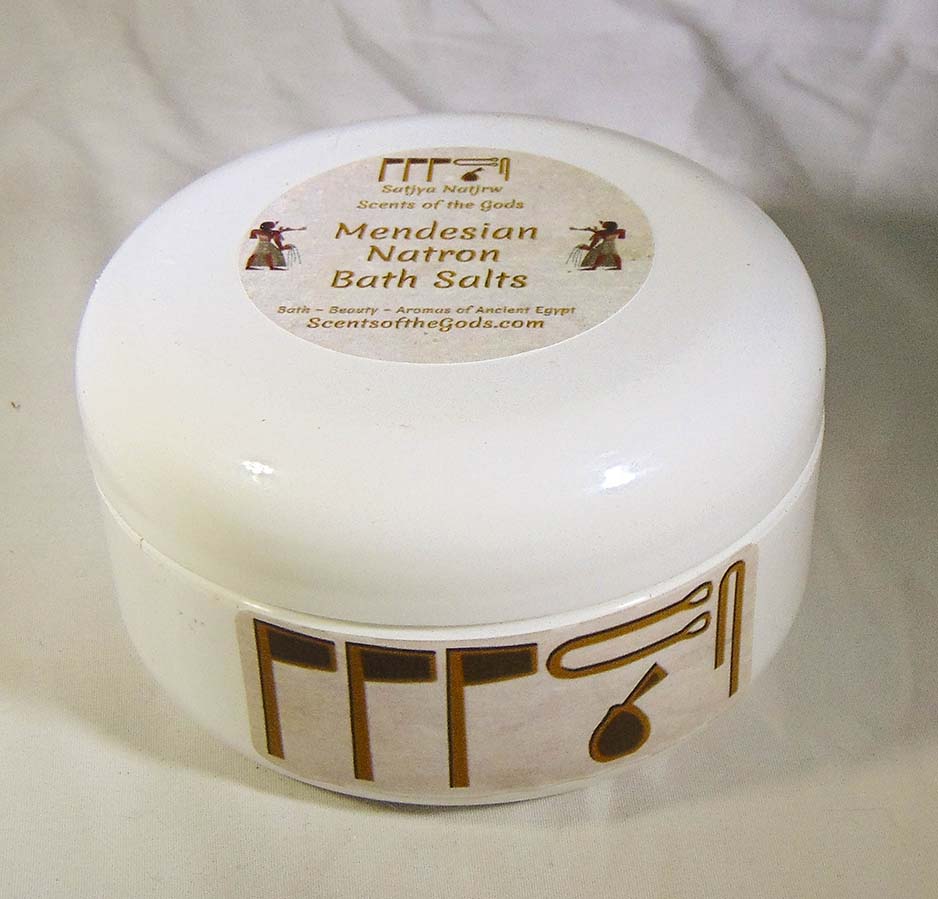 Satjya Natjrw
Scents of the Gods
Mendesian
Natron
Bath Salts
Bath ~ Beauty ~ Aromas of Ancient Egypt
ScentsoftheGods.com